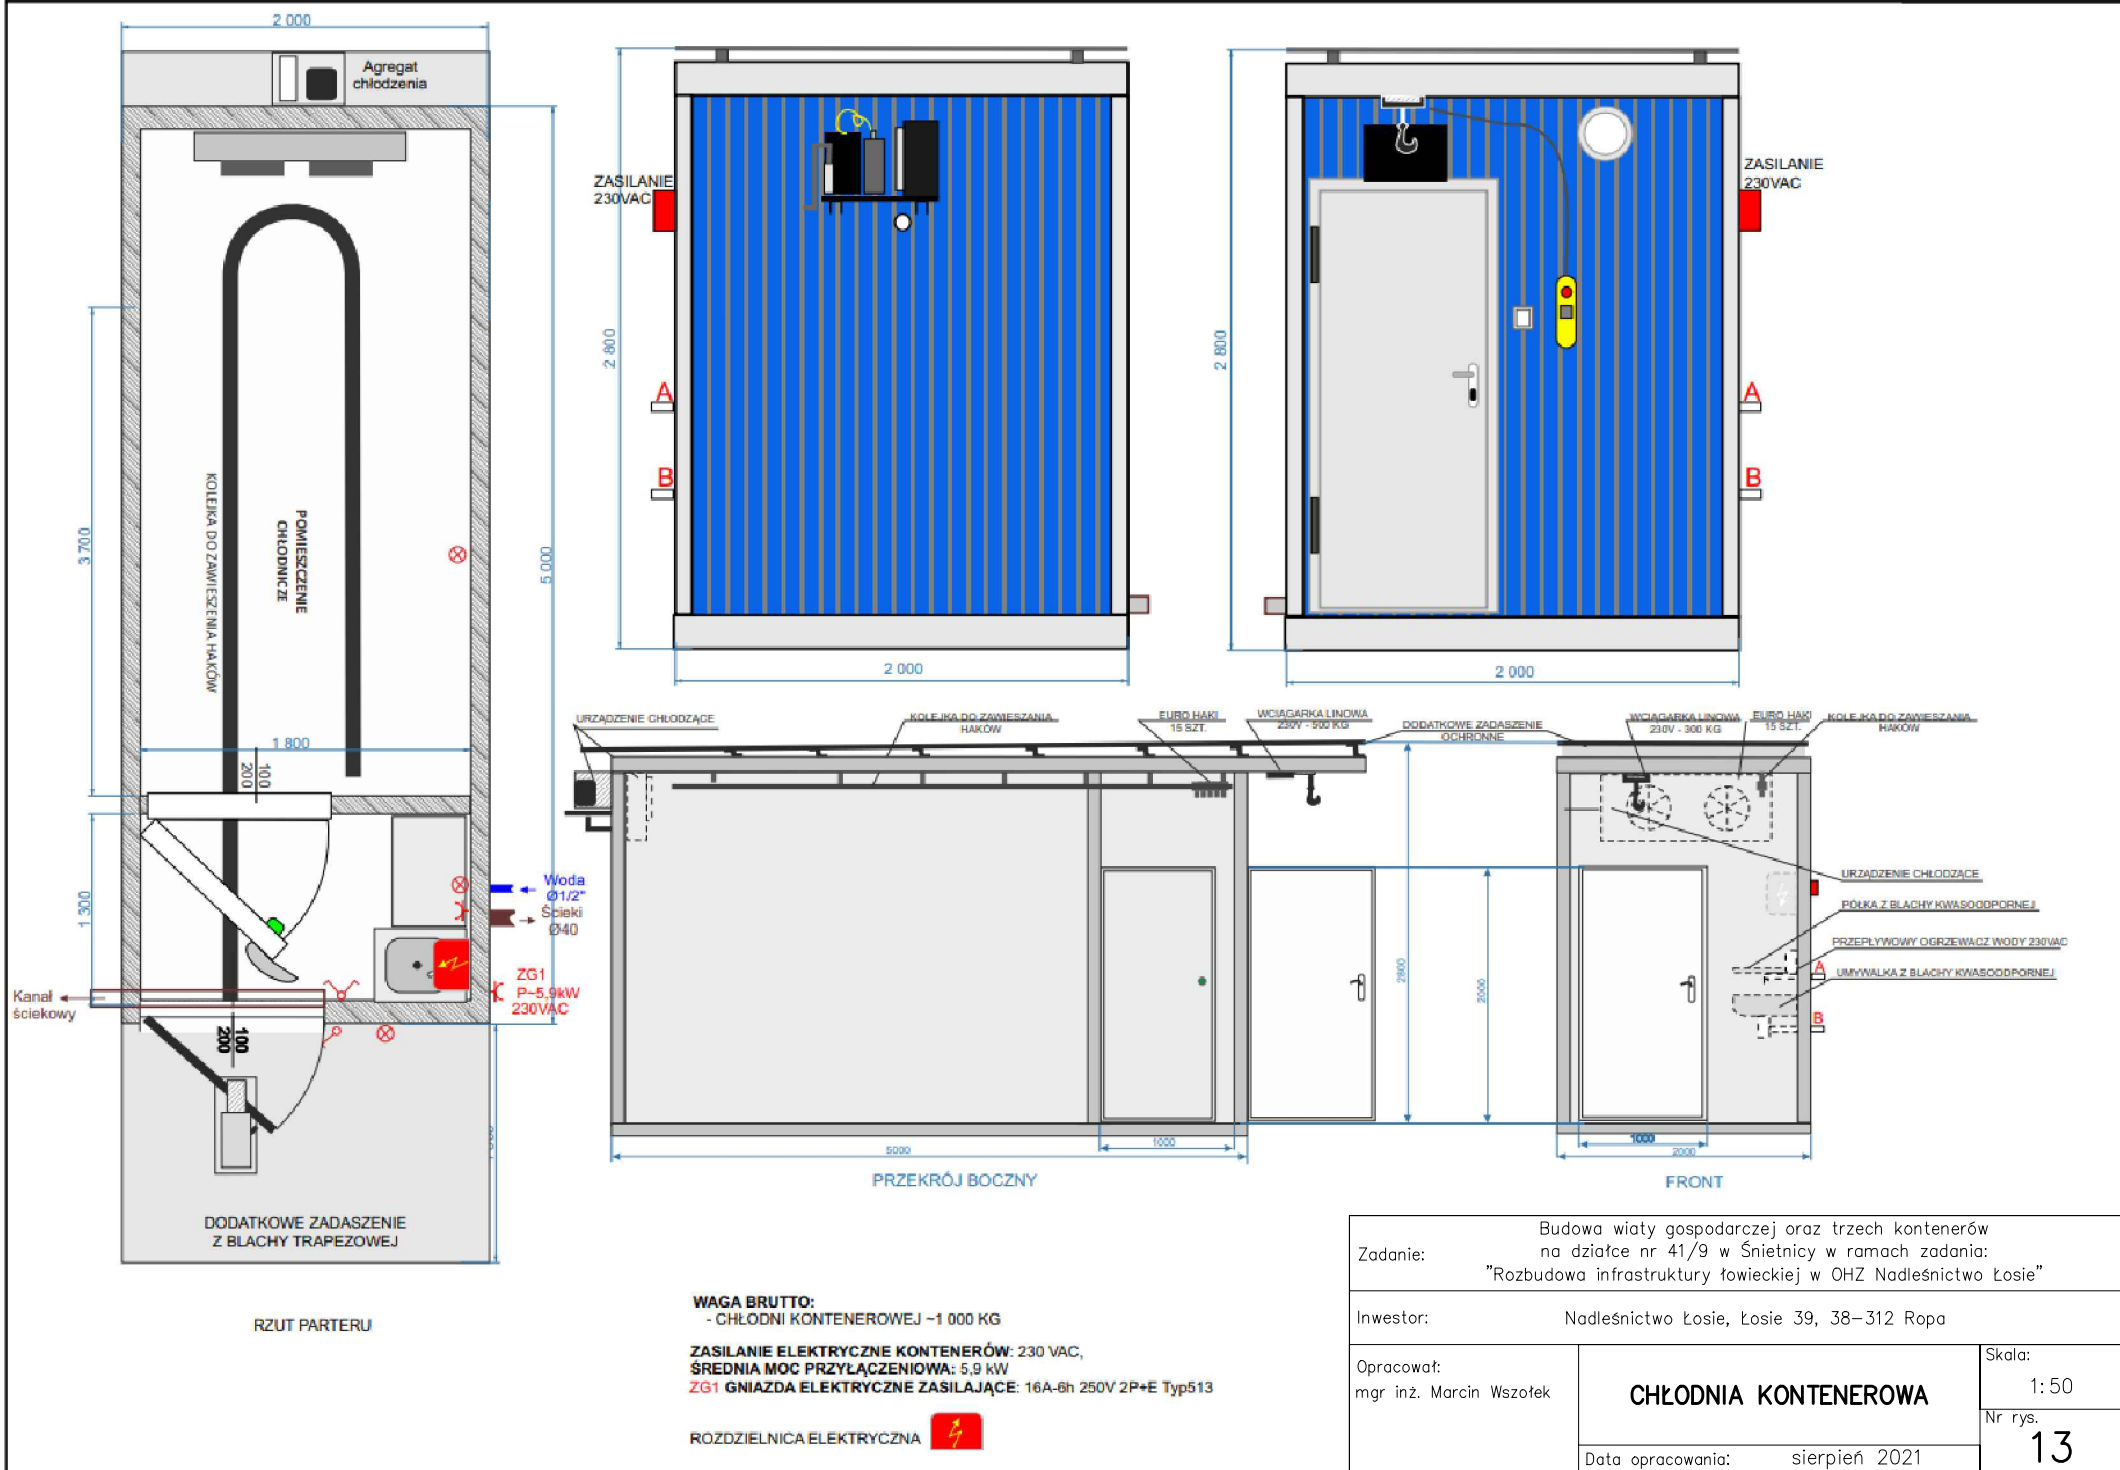 2 000
Agregat
chłodzenia
3 700
5 000
KOLEJKA DO ZAWIESZENIA HAKÓW
POMIESZCZENIE
CHŁODNICZE
1 800
100
200
1 300
Woda
Ø1/2"
Ścieki
Ø40
ZG1
P~5,9kW
230VAC
Kanał
ściekowy
100
200
DODATKOWE ZADASZENIE
Z BLACHY TRAPEZOWEJ
RZUT PARTERU
ZASILANIE
230VAC
2 800
A
B
2 000
ZASILANIE
230VAC
2 800
A
B
2 000
URZĄDZENIE CHŁODZĄCE
KOLEJKA DO ZAWIESZANIA
HAKÓW
EURO HAKI
15 SZT.
WCIĄGARKA LINOWA
230V - 500 KG
DODATKOWE ZADASZENIE
OCHRONNE
WCIĄGARKA LINOWA
230V - 300 KG
EURO HAKI
15 SZT.
KOLEJKA DO ZAWIESZANIA
HAKÓW
URZĄDZENIE CHŁODZĄCE
PÓŁKA Z BLACHY KWASOODPORNEJ
PRZEPŁYWOWY OGRZEWACZ WODY 230VAC
A
UMYWALKA Z BLACHY KWASOODPORNEJ
B
2800
2000
5000
1000
1000
2000
PRZEKRÓJ BOCZNY
FRONT
WAGA BRUTTO:
- CHŁODNI KONTENEROWEJ ~1 000 KG
ZASILANIE ELEKTRYCZNE KONTENERÓW: 230 VAC,
ŚREDNIA MOC PRZYŁĄCZENIOWA: 5,9 kW
ZG1 GNIAZDA ELEKTRYCZNE ZASILAJĄCE: 16A-6h 250V 2P+E Typ513
ROZDZIELNICA ELEKTRYCZNA
Zadanie:
Budowa wiaty gospodarczej oraz trzech kontenerów
na działce nr 41/9 w Śnietnicy w ramach zadania:
"Rozbudowa infrastruktury łowieckiej w OHZ Nadleśnictwo Łosie"
Inwestor:
Nadleśnictwo Łosie, Łosie 39, 38-312 Ropa
Opracował:
mgr inż. Marcin Wszołek
CHŁODNIA KONTENEROWA
Skala:
1:50
Nr rys.
13
Data opracowania:
sierpień 2021